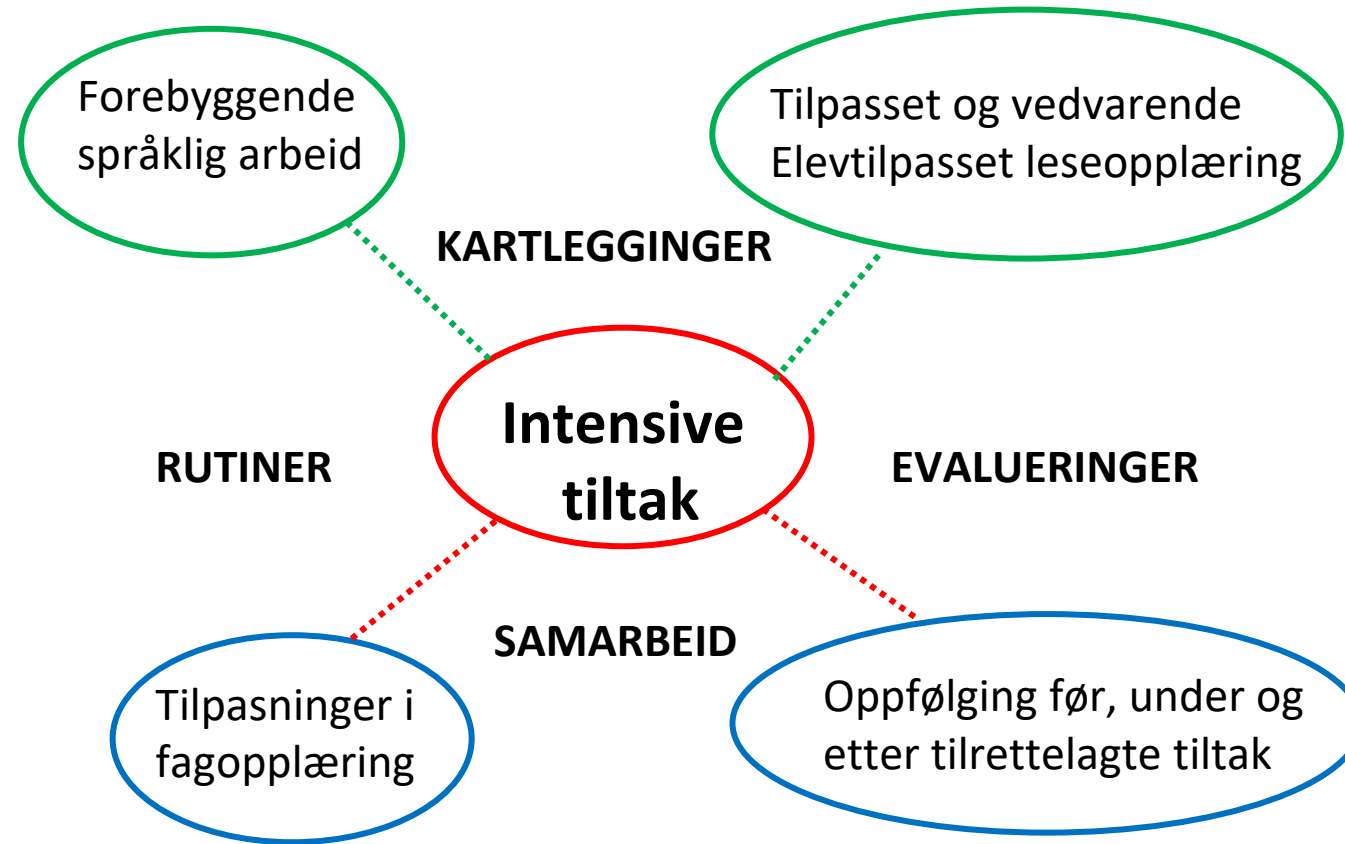 Forebyggende
språklig arbeid
Tilpasset og vedvarende
Elevtilpasset leseopplæring
KARTLEGGINGER
Intensive
tiltak
RUTINER
EVALUERINGER
SAMARBEID
Tilpasninger i
fagopplæring
Oppfølging før, under og
etter tilrettelagte tiltak